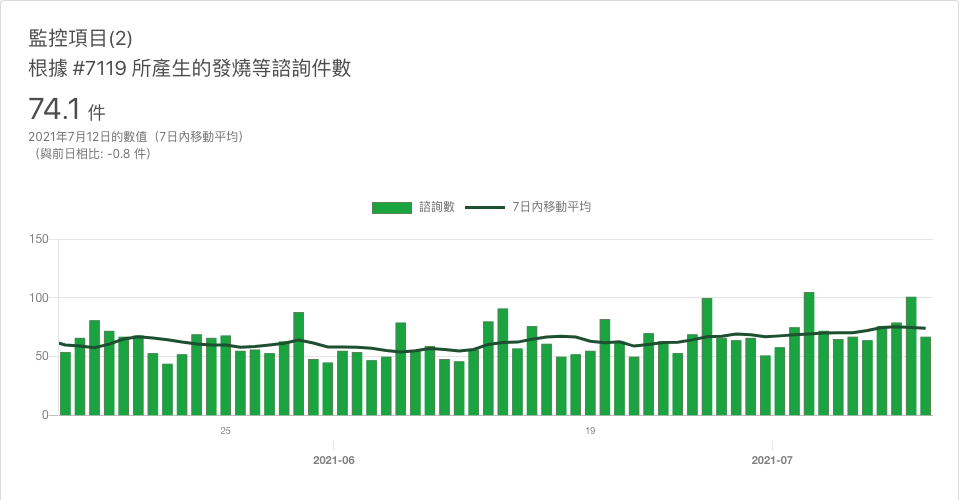 監控項目(2)
根據 #7119 所產生的發燒等諮詢件數
74.1 件
2021年7月12日的數值（7日內移動平均）
（與前日相比: -0.8 件）
諮詢數 7日內移動平均
150
100
50
0
25 19
2021-06 2021-07